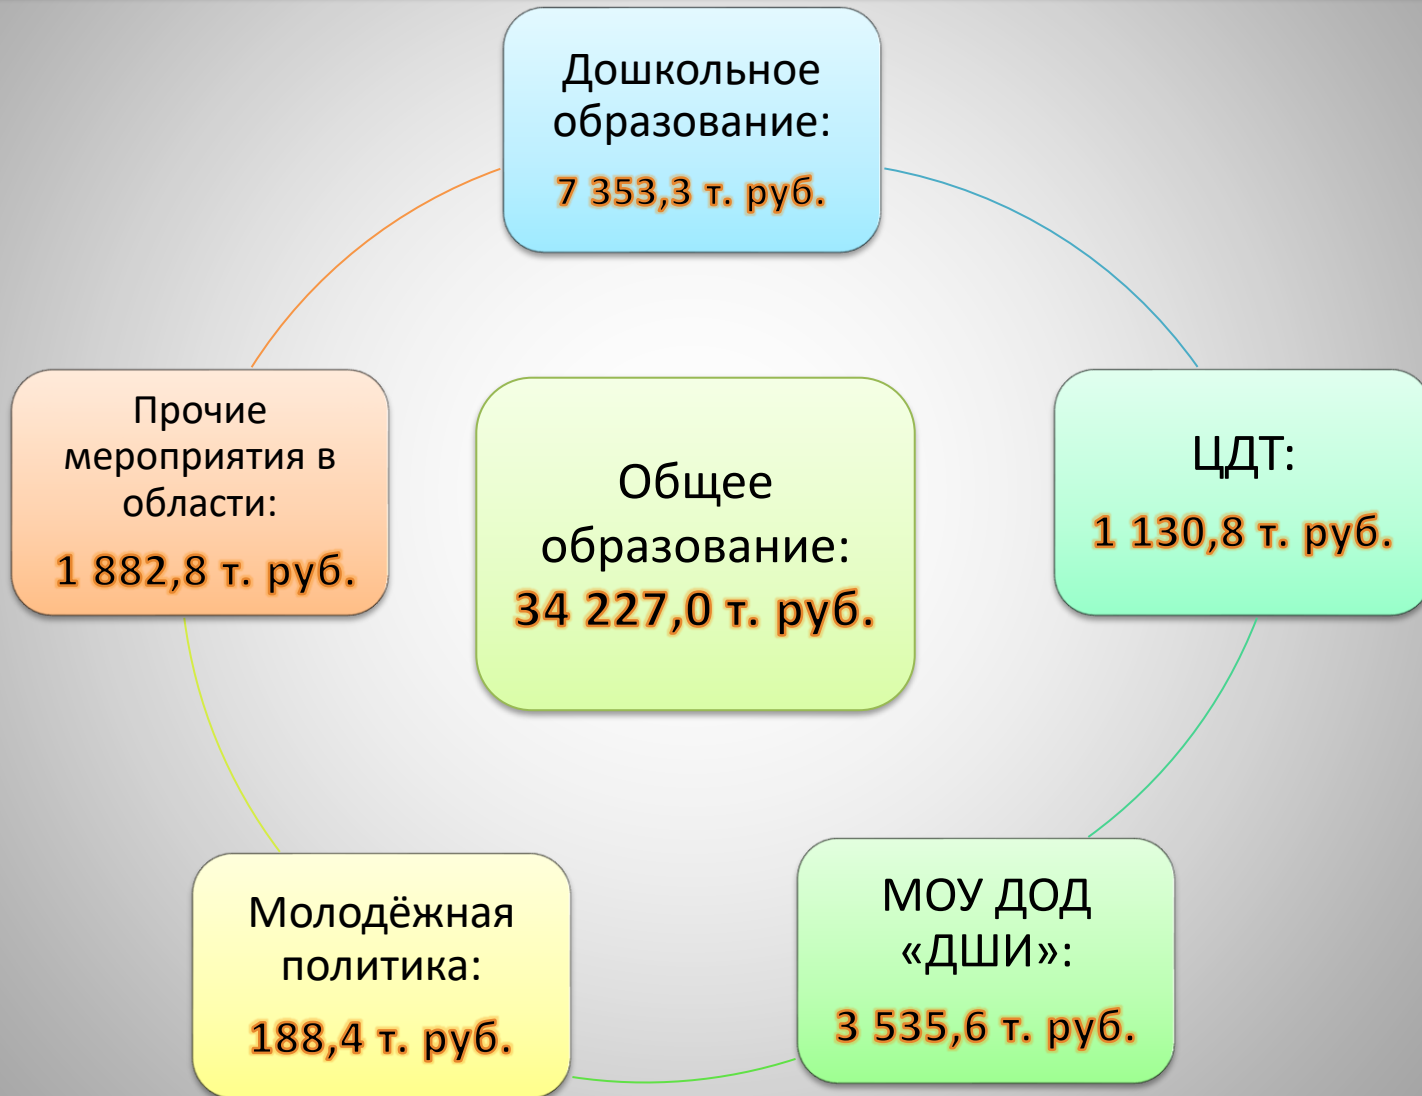 Дошкольное
образование:
7 353,3 т. руб.
Прочие
мероприятия в
области:
1 882,8 т. руб.
Общее
образование:
34 227,0 т. руб.
ЦДТ:
1 130,8 т. руб.
Молодёжная
политика:
188,4 т. руб.
МОУ ДОД
«ДШИ»:
3 535,6 т. руб.